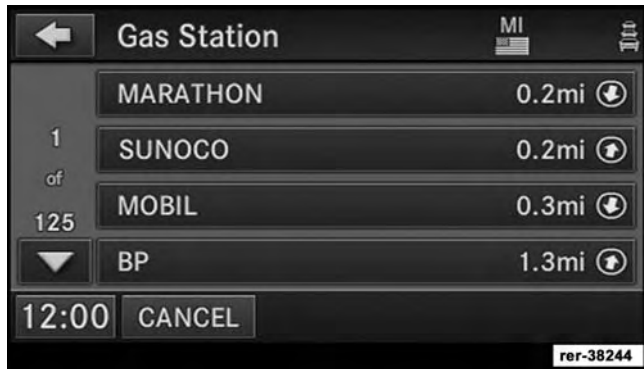 Gas Station MI
MARATHON 0.2mi
1 of 125
SUNOCO 0.2mi
MOBIL 0.3mi
BP 1.3mi
12:00 CANCEL
rer-38244